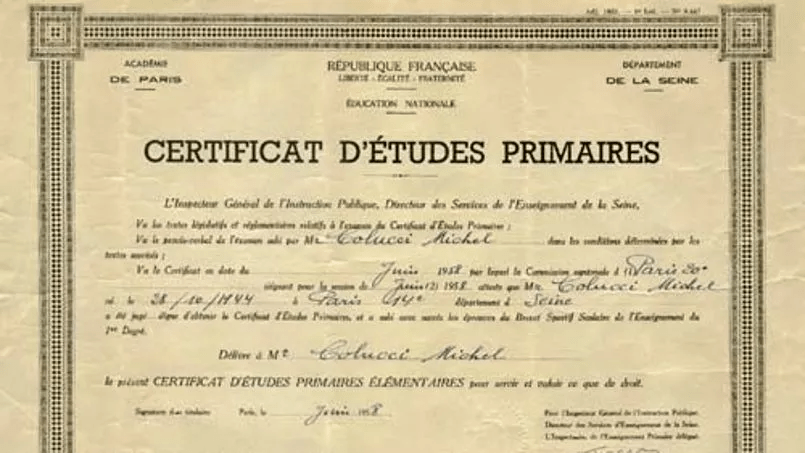 ACADÉMIE
DE PARIS
RÉPUBLIQUE FRANÇAISE
LIBERTÉ - ÉGALITÉ - FRATERNITÉ
ÉDUCATION NATIONALE
DÉPARTEMENT
DE LA SEINE
CERTIFICAT D'ÉTUDES PRIMAIRES
L'Inspecteur Général de l'Instruction Publique, Directeur des Services de l'Enseignement de la Seine,
Vu les textes législatifs et réglementaires relatifs à l'examen du Certificat d'Études Primaires ;
Vu le procès-verbal de l'examen subi par Mr Colucci Michel dans les conditions déterminées par les
textes susvisés ;
Vu le Certificat en date du Juin 1958 par lequel la Commission cantonale d (1) Paris 20e
siégeant pour la session de Juin (2) 1958 atteste que Mr Colucci Michel
né le 28/10/1944 à Paris 14e département d Seine
a été jugé digne d'obtenir le Certificat d'Études Primaires, et a subi avec succès les épreuves du Brevet Sportif Scolaire de l'Enseignement du
1er Degré.
Délivre à Mr Colucci Michel
le présent CERTIFICAT D'ÉTUDES PRIMAIRES ÉLÉMENTAIRES pour servir et valoir ce que de droit.
Signature du titulaire Paris, le Juin 1958
Pour l'Inspecteur Général de l'Instruction Publique,
Directeur des Services d'Enseignement de la Seine,
L'Inspecteur de l'Enseignement Primaire délégué,